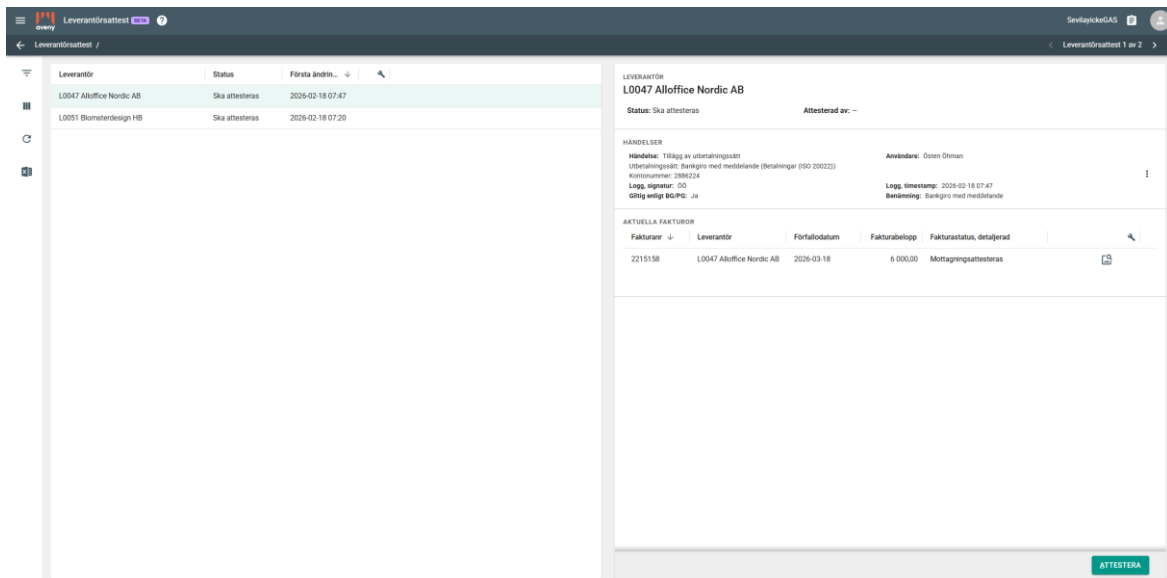 aveny Leverantörsattest BETA ? SevilayickeGAS
Leverantörsattest / Leverantörsattest 1 av 2
Leverantör Status Första ändrin...
L0047 Alloffice Nordic AB Ska attesteras 2026-02-18 07:47
L0051 Blomsterdesign HB Ska attesteras 2026-02-18 07:20
LEVERANTÖR
L0047 Alloffice Nordic AB
Status: Ska attesteras Attesterad av: —
HÄNDELSER
Händelse: Tillägg av utbetalningssätt Användare: Östen Öhman
Utbetalningssätt: Bankgiro med meddelande (Betalningar (ISO 20022))
Kontonummer: 2886224
Logg, signatur: ÖÖ Logg, timestamp: 2026-02-18 07:47
Giltig enligt BG/PG: Ja Benämning: Bankgiro med meddelande
AKTUELLA FAKTUROR
Fakturanr Leverantör Förfallodatum Fakturabelopp Fakturastatus, detaljerad
2215158 L0047 Alloffice Nordic AB 2026-03-18 6 000,00 Mottagningsattesteras
ATTESTERA